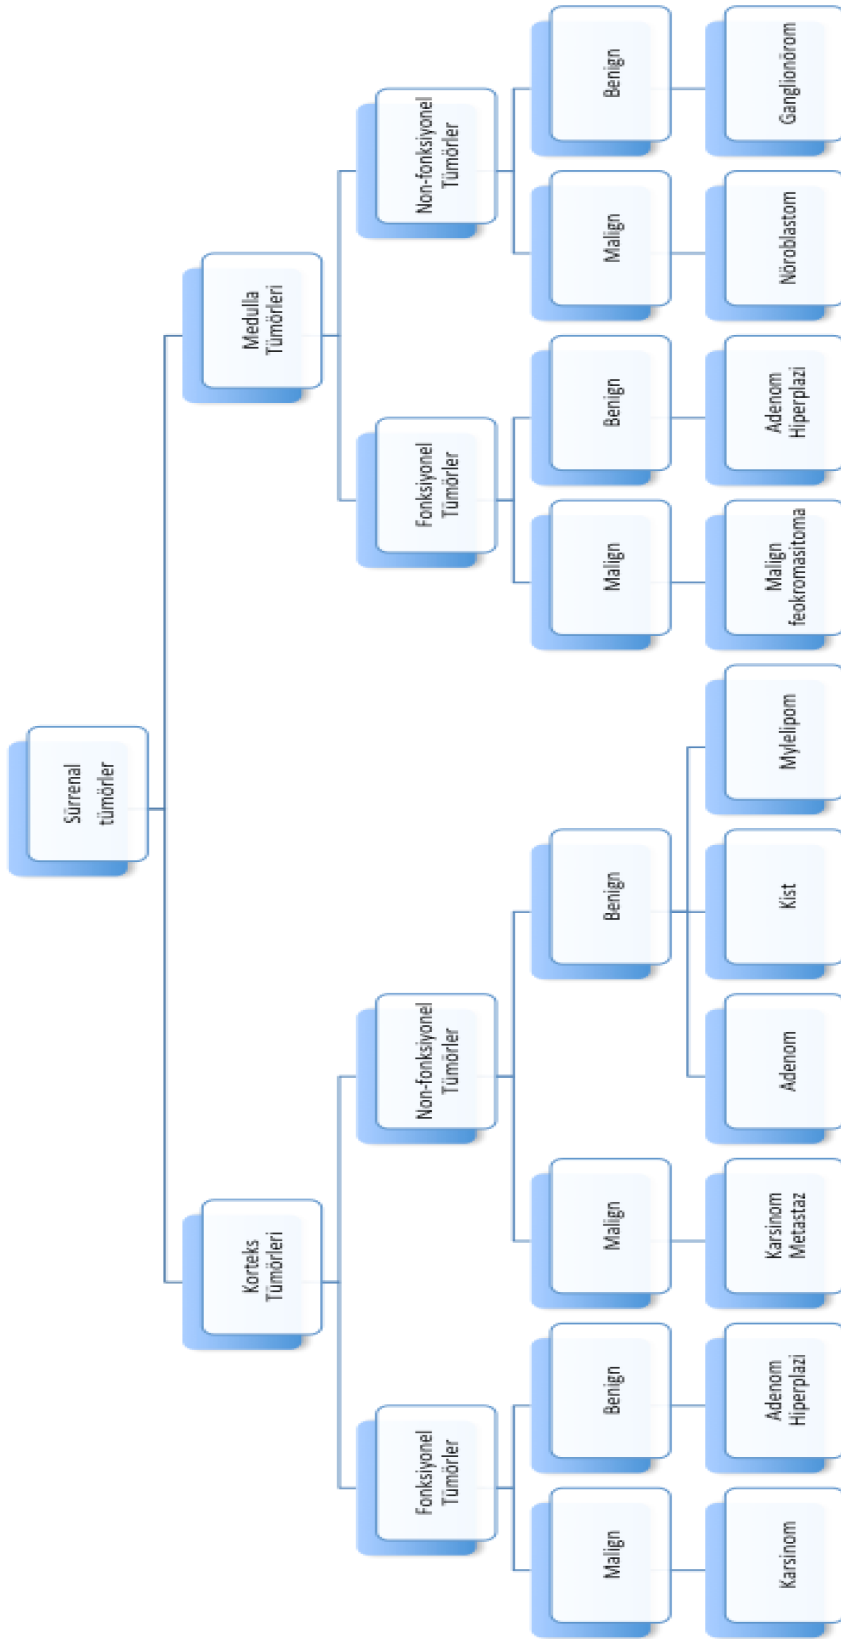 Sürrenal
tümörler
Korteks
Tümörleri
Medulla
Tümörleri
Fonksiyonel
Tümörler
Non-fonksiyonel
Tümörler
Fonksiyonel
Tümörler
Non-fonksiyonel
Tümörler
Malign
Benign
Malign
Benign
Malign
Benign
Malign
Benign
Karsinom
Adenom
Hiperplazi
Karsinom
Metastaz
Adenom
Kist
Mylelipom
Malign
feokromasitoma
Adenom
Hiperplazi
Nöroblastom
Ganglionörom